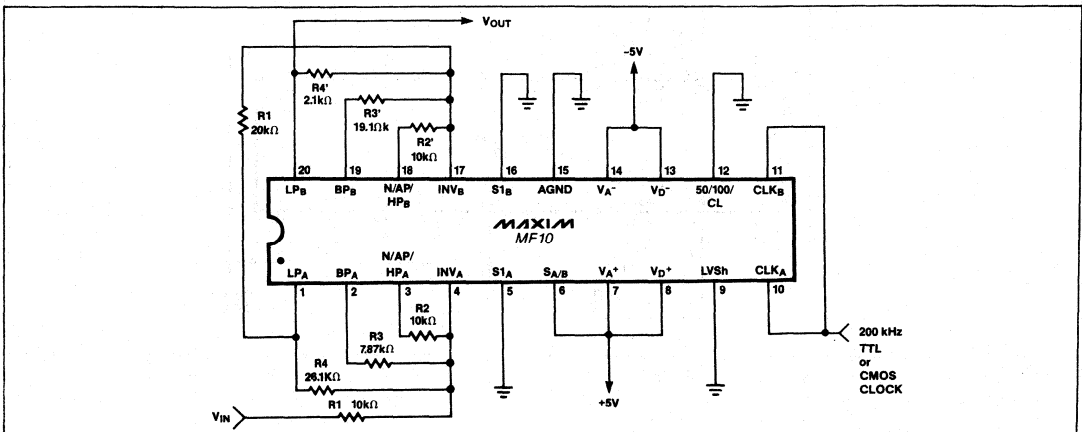 VOUT
–5V
R4'
2.1kΩ
R3'
19.1Ωk
R2'
10kΩ
R1
20kΩ
20 19 18 17 16 15 14 13 12 11
LPB BPB N/AP/HPB INVB S1B AGND VA– VD– 50/100/CL CLKB
MAXIM
MF10
LPA BPA N/AP/HPA INVA S1A SA/B VA+ VD+ LVSh CLKA
1 2 3 4 5 6 7 8 9 10
R2
10kΩ
R3
7.87kΩ
R4
26.1KΩ
R1 10kΩ
VIN
+5V
200 kHz
TTL
or
CMOS
CLOCK